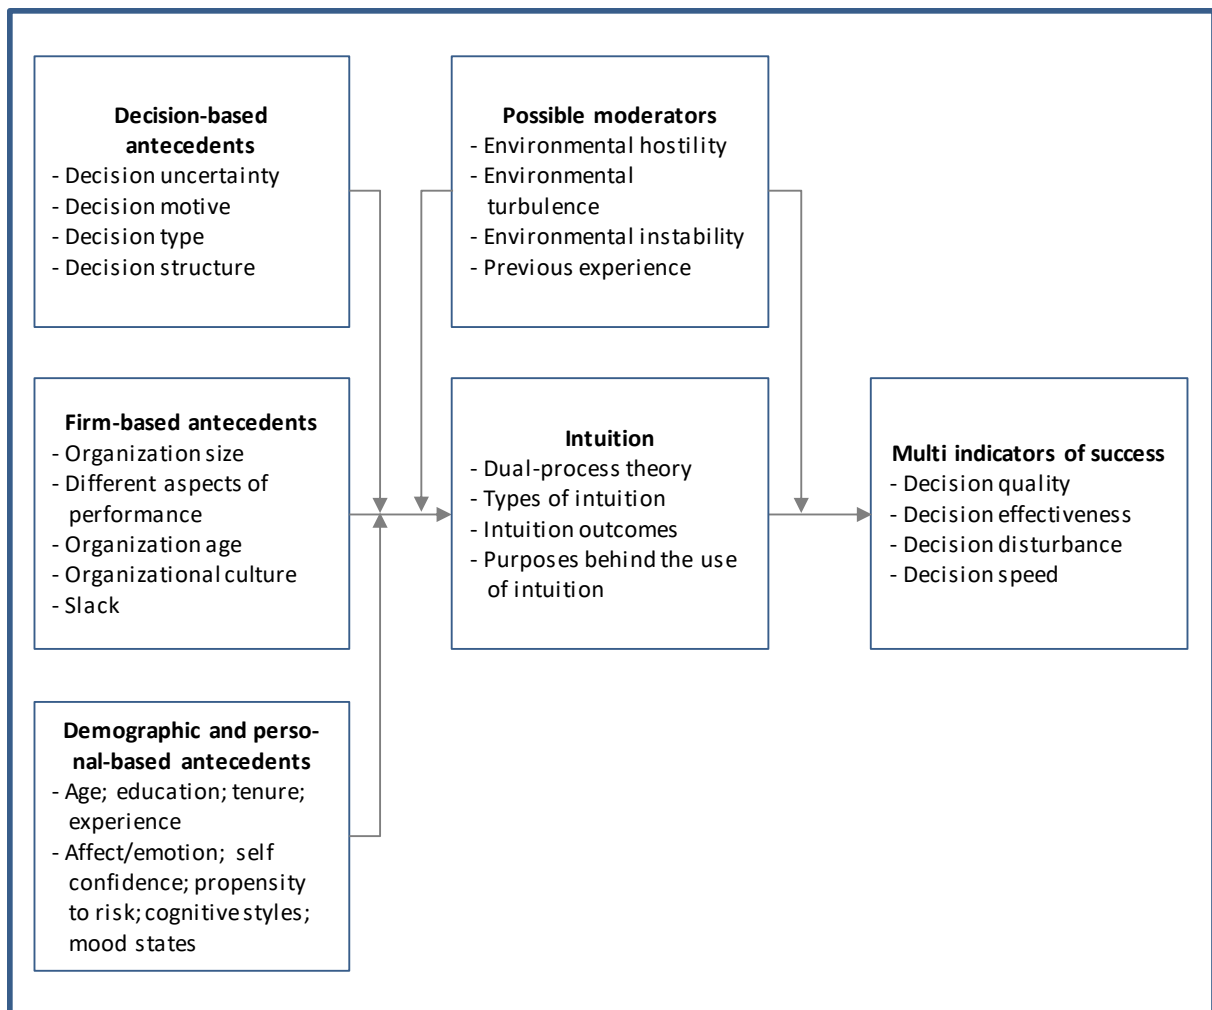 Decision-based
antecedents
- Decision uncertainty
- Decision motive
- Decision type
- Decision structure
Possible moderators
- Environmental hostility
- Environmental
turbulence
- Environmental instability
- Previous experience
Firm-based antecedents
- Organization size
- Different aspects of
performance
- Organization age
- Organizational culture
- Slack
Intuition
- Dual-process theory
- Types of intuition
- Intuition outcomes
- Purposes behind the use
of intuition
Multi indicators of success
- Decision quality
- Decision effectiveness
- Decision disturbance
- Decision speed
Demographic and perso-
nal-based antecedents
- Age; education; tenure;
experience
- Affect/emotion; self
confidence; propensity
to risk; cognitive styles;
mood states